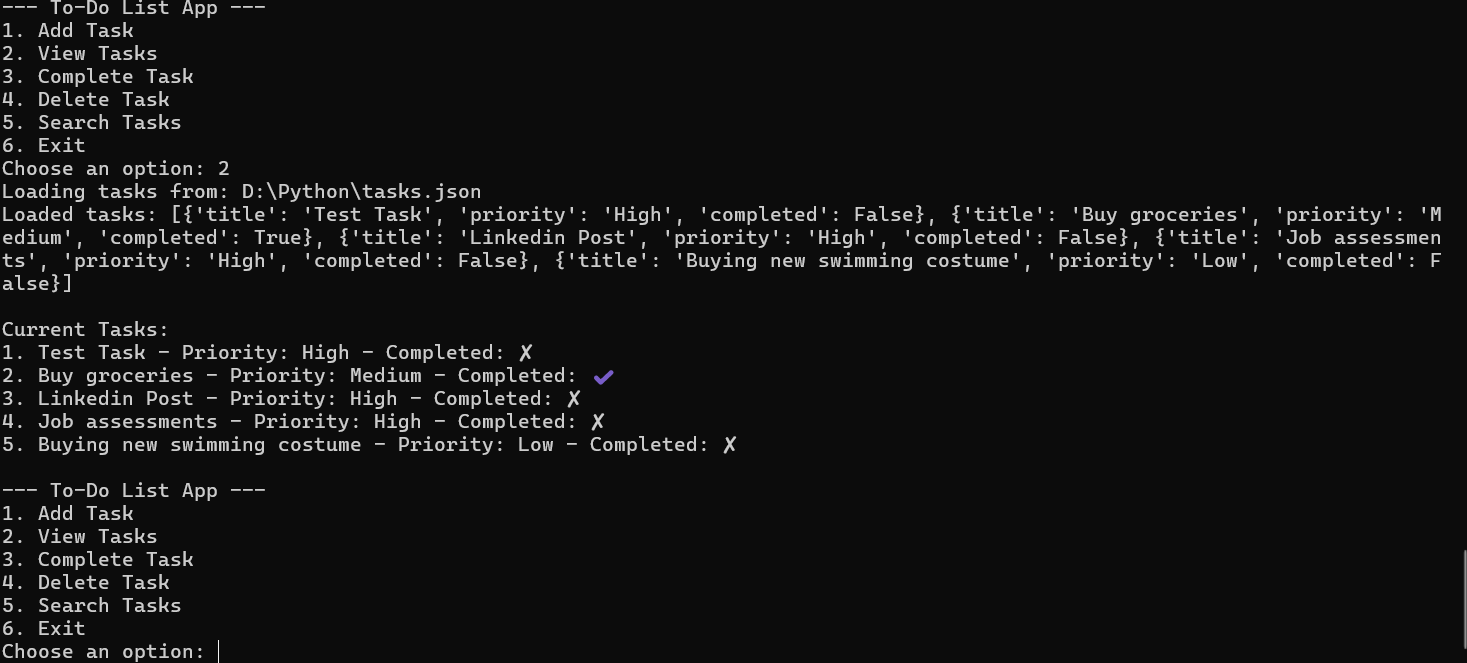 --- To-Do List App ---
1. Add Task
2. View Tasks
3. Complete Task
4. Delete Task
5. Search Tasks
6. Exit
Choose an option: 2
Loading tasks from: D:\Python\tasks.json
Loaded tasks: [{'title': 'Test Task', 'priority': 'High', 'completed': False}, {'title': 'Buy groceries', 'priority': 'M
edium', 'completed': True}, {'title': 'Linkedin Post', 'priority': 'High', 'completed': False}, {'title': 'Job assessmen
ts', 'priority': 'High', 'completed': False}, {'title': 'Buying new swimming costume', 'priority': 'Low', 'completed': F
alse}]
Current Tasks:
1. Test Task - Priority: High - Completed: ✗
2. Buy groceries - Priority: Medium - Completed: ✔
3. Linkedin Post - Priority: High - Completed: ✗
4. Job assessments - Priority: High - Completed: ✗
5. Buying new swimming costume - Priority: Low - Completed: ✗
--- To-Do List App ---
1. Add Task
2. View Tasks
3. Complete Task
4. Delete Task
5. Search Tasks
6. Exit
Choose an option: